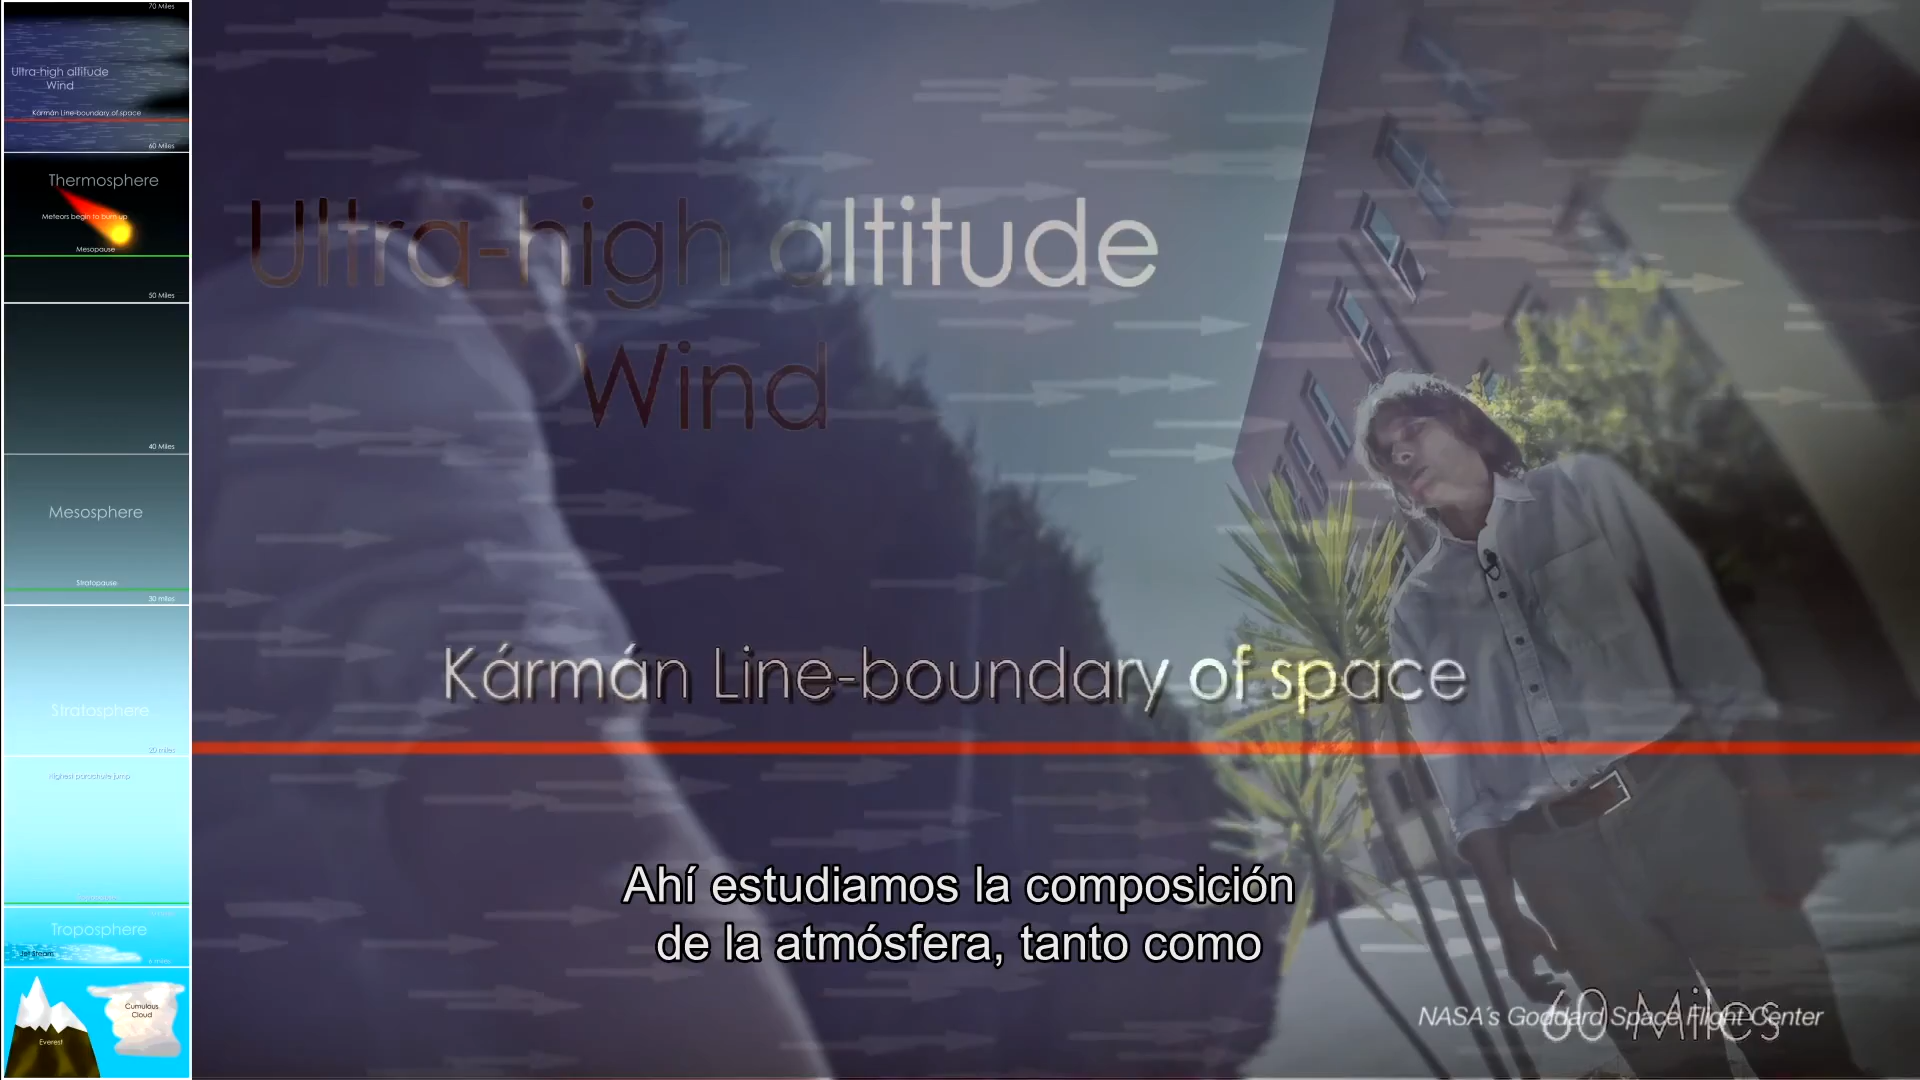 70 Miles
Ultra-high altitude
Wind
Kármán Line-boundary of space
60 Miles
Thermosphere
Meteors begin to burn up
Mesopause
50 Miles
40 Miles
Mesosphere
Stratopause
30 miles
Stratosphere
20 miles
Highest parachute jump
Troposphere
Jet Stream
6 miles
Cumulous
Cloud
Everest
Ultra-high altitude
Wind
Kármán Line-boundary of space
Ahí estudiamos la composición
de la atmósfera, tanto como
60 Miles
NASA's Goddard Space Flight Center